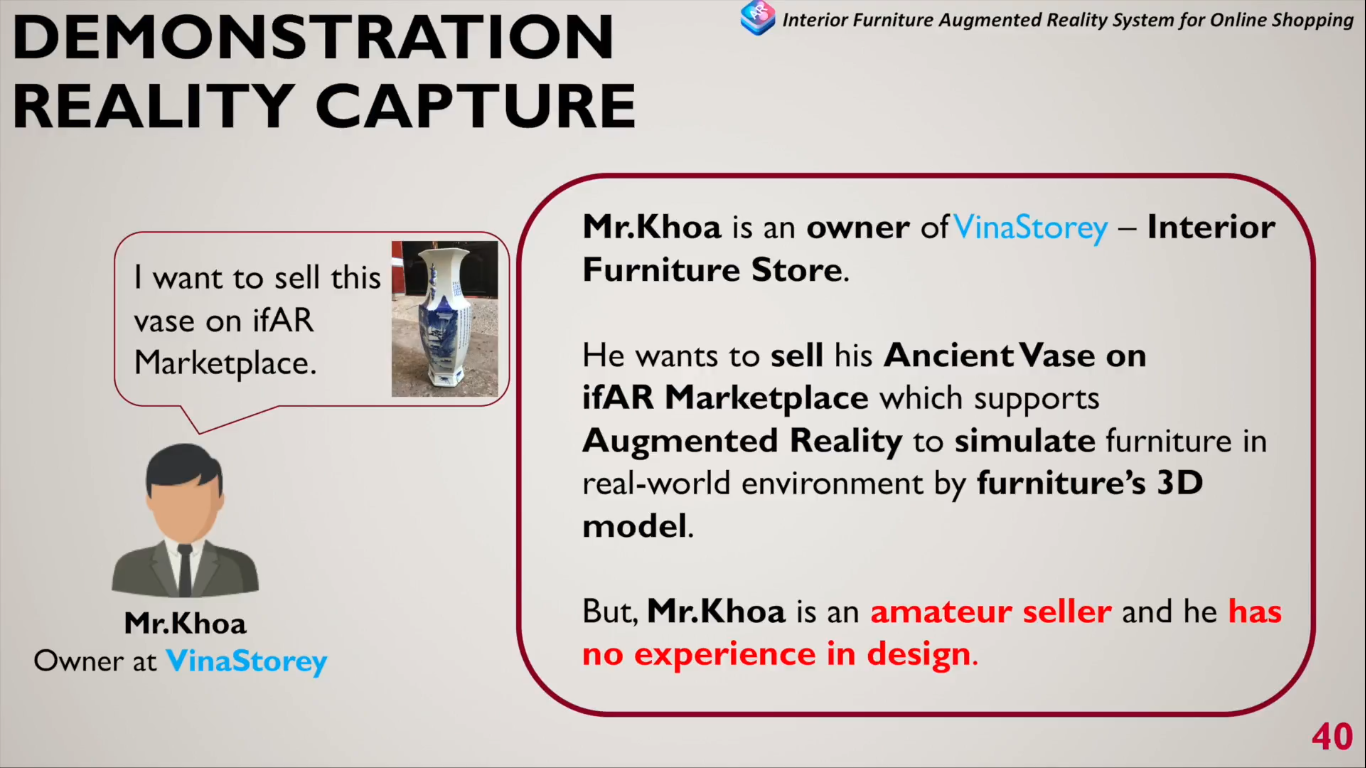 DEMONSTRATION
REALITY CAPTURE
Interior Furniture Augmented Reality System for Online Shopping
I want to sell this
vase on ifAR
Marketplace.
Mr.Khoa
Owner at VinaStorey
Mr.Khoa is an owner of VinaStorey – Interior
Furniture Store.
He wants to sell his Ancient Vase on
ifAR Marketplace which supports
Augmented Reality to simulate furniture in
real-world environment by furniture’s 3D
model.
But, Mr.Khoa is an amateur seller and he has
no experience in design.
40